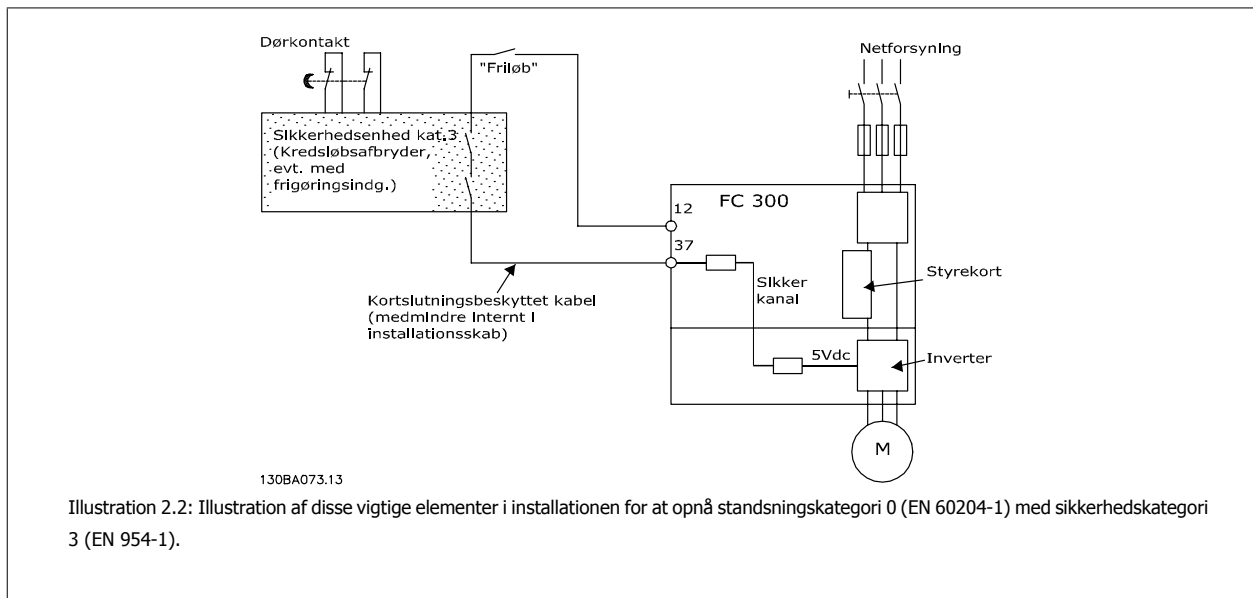 Dørkontakt
"Friløb"
Netforsyning
Sikkerhedsenhed kat.3
(Kredsløbsafbryder,
evt. med
frigøringsindg.)
12
FC 300
37
Sikker
kanal
Styrekort
Kortslutningsbeskyttet kabel
(medmindre internt i
installationsskab)
5Vdc
Inverter
M
130BA073.13
Illustration 2.2: Illustration af disse vigtige elementer i installationen for at opnå standsningskategori 0 (EN 60204-1) med sikkerhedskategori
3 (EN 954-1).